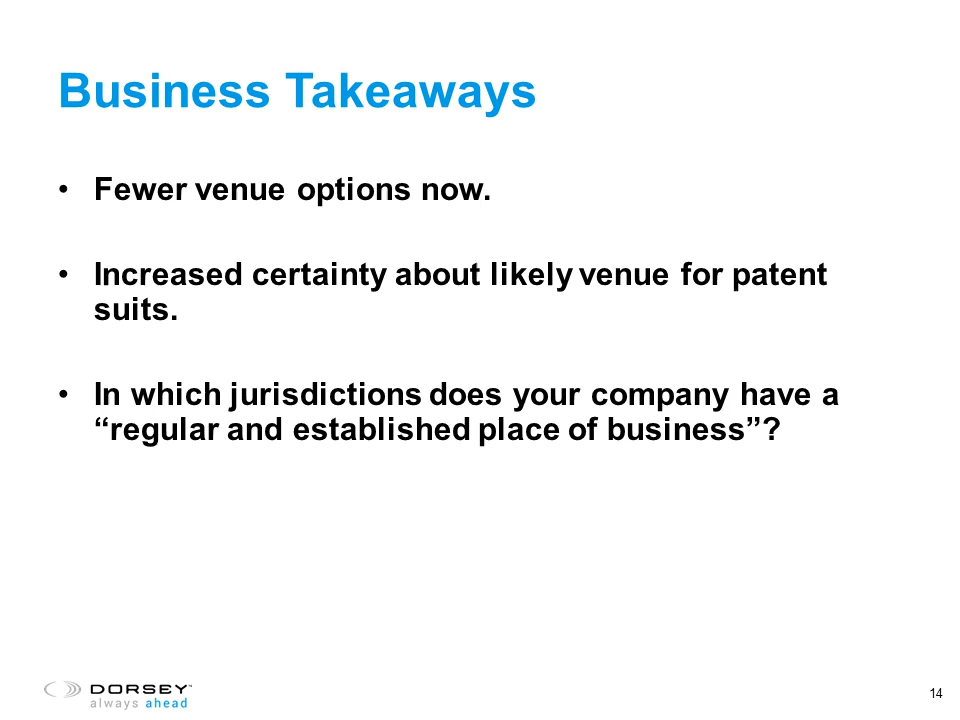 Business Takeaways
• Fewer venue options now.
• Increased certainty about likely venue for patent
suits.
• In which jurisdictions does your company have a
“regular and established place of business”?
DORSEY™
always ahead
14